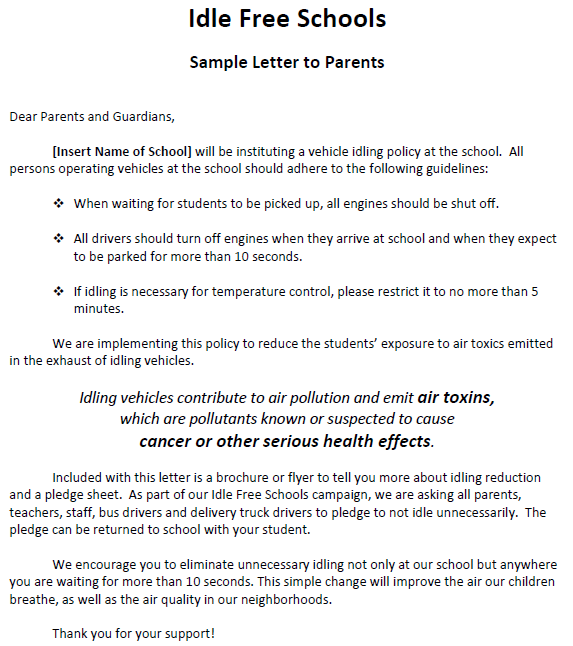 Idle Free Schools
Sample Letter to Parents
Dear Parents and Guardians,
[Insert Name of School] will be instituting a vehicle idling policy at the school.  All
persons operating vehicles at the school should adhere to the following guidelines:
❖ When waiting for students to be picked up, all engines should be shut off.
❖ All drivers should turn off engines when they arrive at school and when they expect
to be parked for more than 10 seconds.
❖ If idling is necessary for temperature control, please restrict it to no more than 5
minutes.
We are implementing this policy to reduce the students’ exposure to air toxics emitted
in the exhaust of idling vehicles.
Idling vehicles contribute to air pollution and emit air toxins,
which are pollutants known or suspected to cause
cancer or other serious health effects.
Included with this letter is a brochure or flyer to tell you more about idling reduction
and a pledge sheet.  As part of our Idle Free Schools campaign, we are asking all parents,
teachers, staff, bus drivers and delivery truck drivers to pledge to not idle unnecessarily.  The
pledge can be returned to school with your student.
We encourage you to eliminate unnecessary idling not only at our school but anywhere
you are waiting for more than 10 seconds. This simple change will improve the air our children
breathe, as well as the air quality in our neighborhoods.
Thank you for your support!